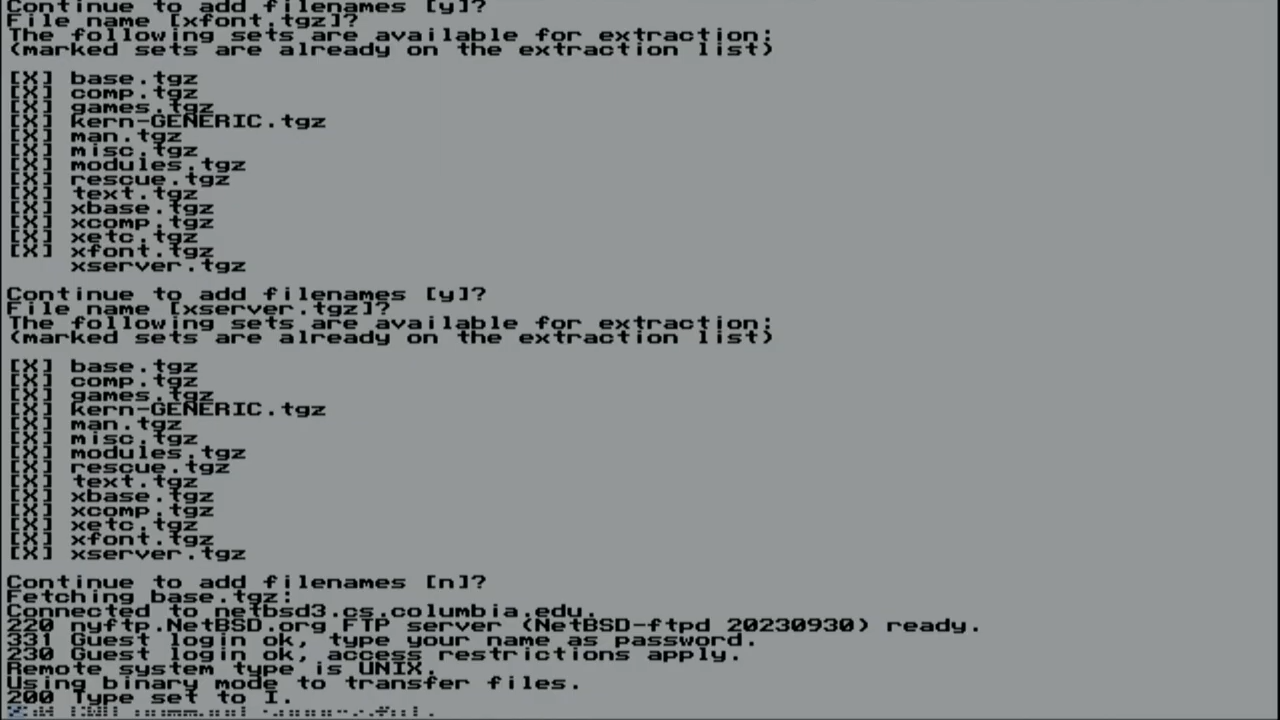 Continue to add filenames [y]?
File name [xfont.tgz]?
The following sets are available for extraction:
(marked sets are already on the extraction list)
[X] base.tgz
[X] comp.tgz
[X] games.tgz
[X] kern-GENERIC.tgz
[X] man.tgz
[X] misc.tgz
[X] modules.tgz
[X] rescue.tgz
[X] text.tgz
[X] xbase.tgz
[X] xcomp.tgz
[X] xetc.tgz
[X] xfont.tgz
xserver.tgz
Continue to add filenames [y]?
File name [xserver.tgz]?
The following sets are available for extraction:
(marked sets are already on the extraction list)
[X] base.tgz
[X] comp.tgz
[X] games.tgz
[X] kern-GENERIC.tgz
[X] man.tgz
[X] misc.tgz
[X] modules.tgz
[X] rescue.tgz
[X] text.tgz
[X] xbase.tgz
[X] xcomp.tgz
[X] xetc.tgz
[X] xfont.tgz
[X] xserver.tgz
Continue to add filenames [n]?
Fetching base.tgz:
Connected to netbsd3.cs.columbia.edu.
220 nyftp.NetBSD.org FTP server (NetBSD-ftpd 20230930) ready.
331 Guest login ok, type your name as password.
230 Guest login ok, access restrictions apply.
Remote system type is UNIX.
Using binary mode to transfer files.
200 Type set to I.